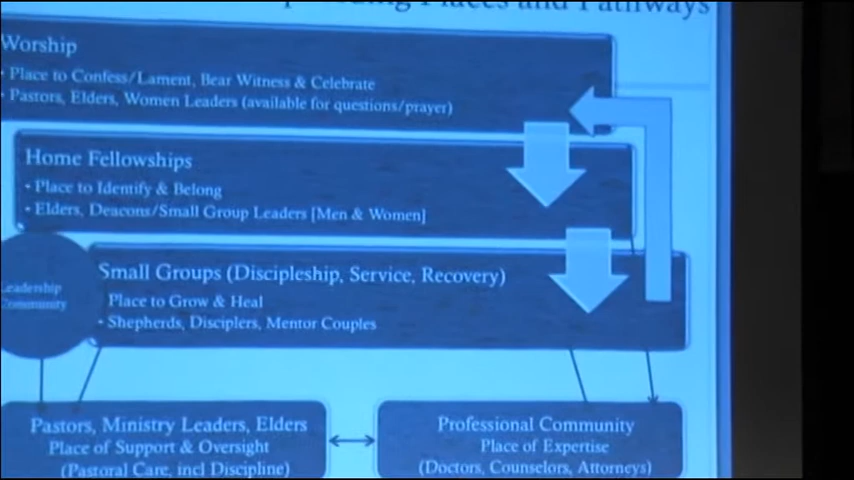 Places and Pathways
Worship
• Place to Confess/Lament, Bear Witness & Celebrate
• Pastors, Elders, Women Leaders (available for questions/prayer)
Home Fellowships
• Place to Identify & Belong
• Elders, Deacons/Small Group Leaders [Men & Women]
Leadership
Community
Small Groups (Discipleship, Service, Recovery)
Place to Grow & Heal
• Shepherds, Disciplers, Mentor Couples
Pastors, Ministry Leaders, Elders
Place of Support & Oversight
(Pastoral Care, incl Discipline)
Professional Community
Place of Expertise
(Doctors, Counselors, Attorneys)